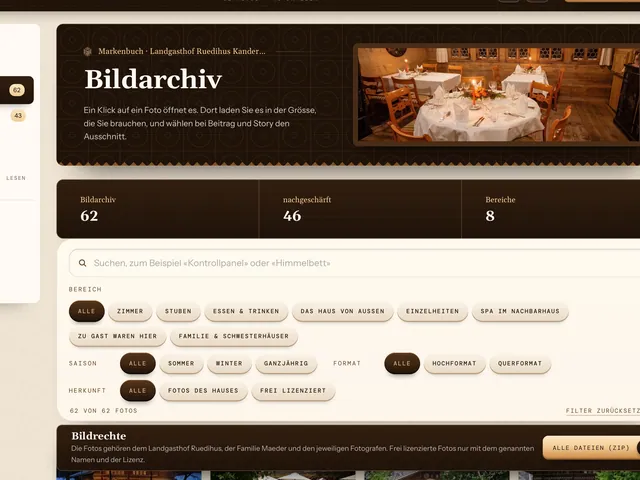 62
43
LESEN
Markenbuch · Landgasthof Ruedihus Kander...
Bildarchiv
Ein Klick auf ein Foto öffnet es. Dort laden Sie es in der Grösse,
die Sie brauchen, und wählen bei Beitrag und Story den
Ausschnitt.
Bildarchiv
62
nachgeschärft
46
Bereiche
8
Suchen, zum Beispiel «Kontrollpanel» oder «Himmelbett»
BEREICH
ALLE ZIMMER STUBEN ESSEN & TRINKEN DAS HAUS VON AUSSEN EINZELHEITEN SPA IM NACHBARHAUS
ZU GAST WAREN HIER FAMILIE & SCHWESTERHÄUSER
SAISON ALLE SOMMER WINTER GANZJÄHRIG FORMAT ALLE HOCHFORMAT QUERFORMAT
HERKUNFT ALLE FOTOS DES HAUSES FREI LIZENZIERT
62 VON 62 FOTOS FILTER ZURÜCKSETZ
Bildrechte
Die Fotos gehören dem Landgasthof Ruedihus, der Familie Maeder und den jeweiligen Fotografen. Frei lizenzierte Fotos nur mit dem genannten
Namen und der Lizenz.
ALLE DATEIEN (ZIP)